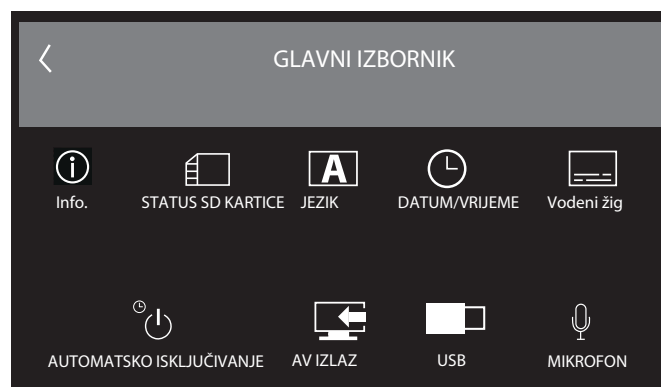 GLAVNI IZBORNIK
Info. STATUS SD KARTICE JEZIK DATUM/VRIJEME Vodeni žig
AUTOMATSKO ISKLJUČIVANJE AV IZLAZ USB MIKROFON